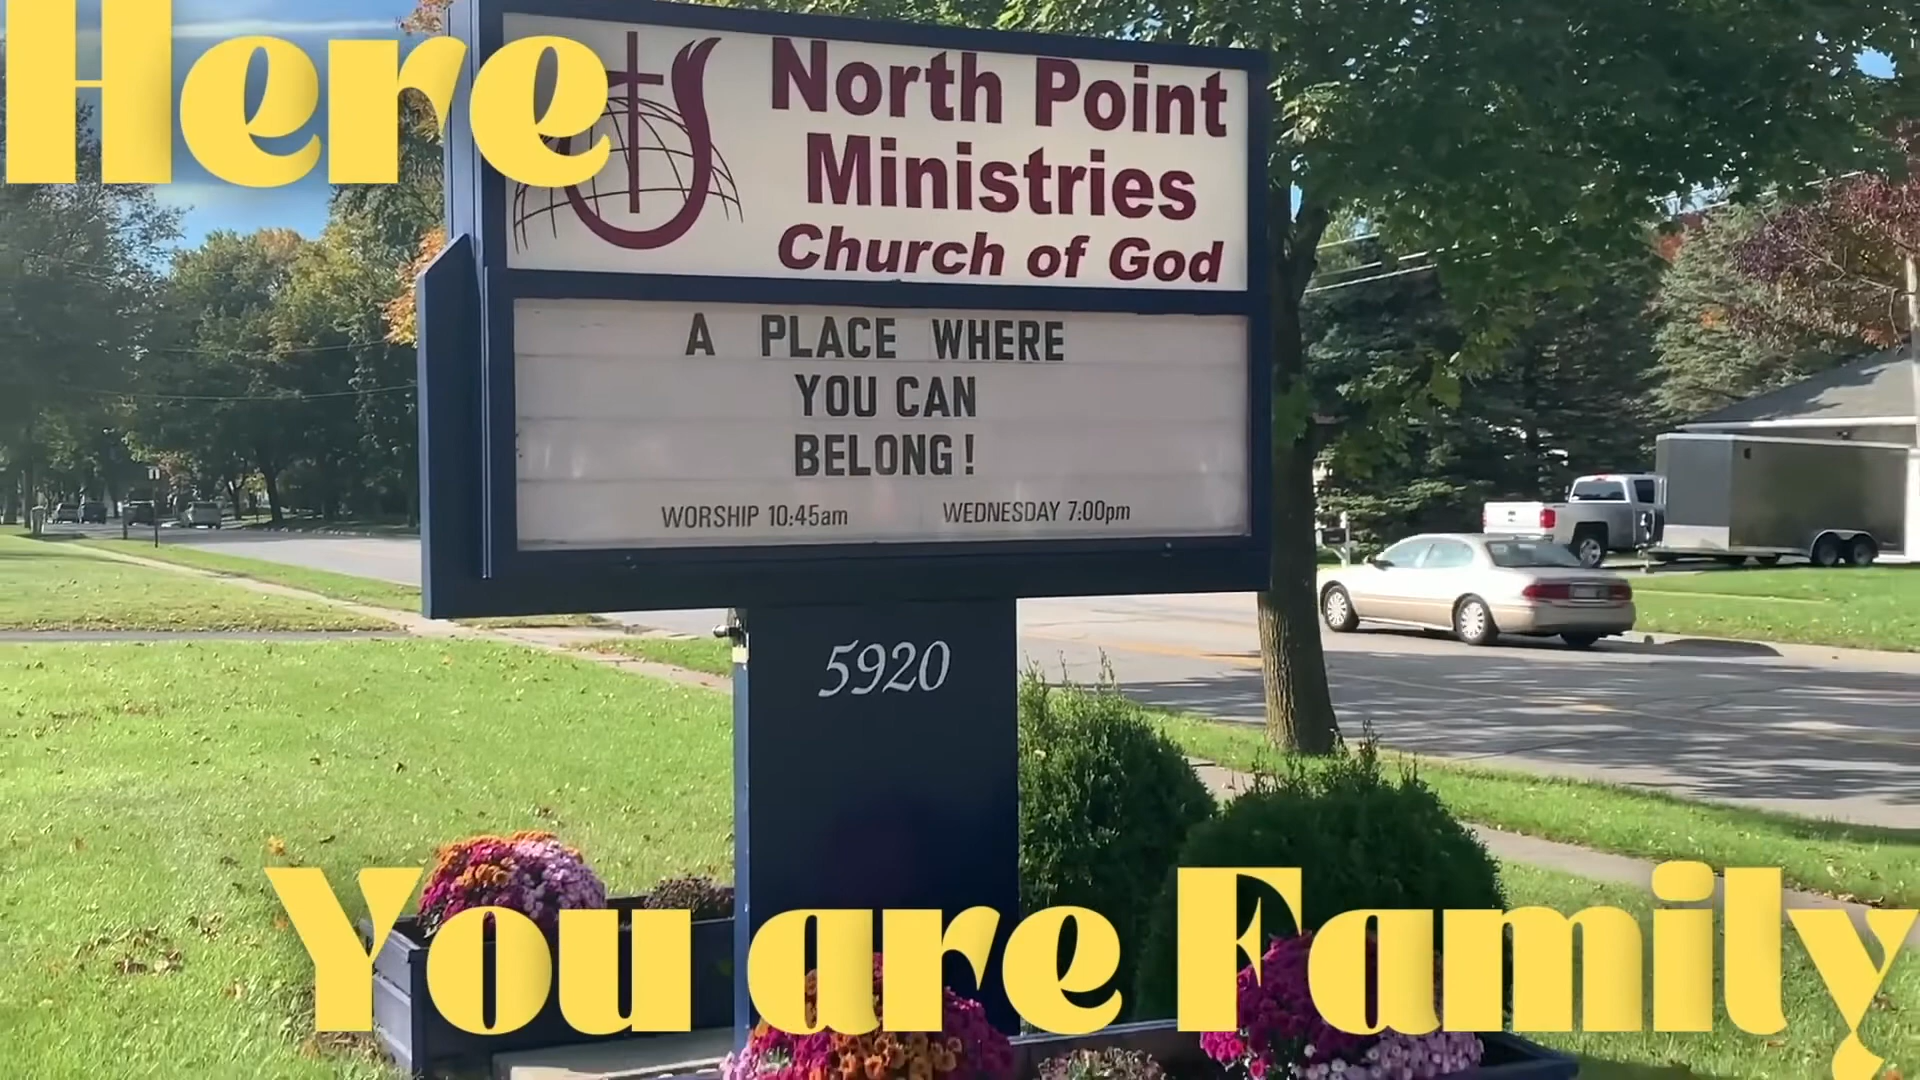 Here
North Point
Ministries
Church of God
A PLACE WHERE
YOU CAN
BELONG!
WORSHIP 10:45am WEDNESDAY 7:00pm
5920
You are Family